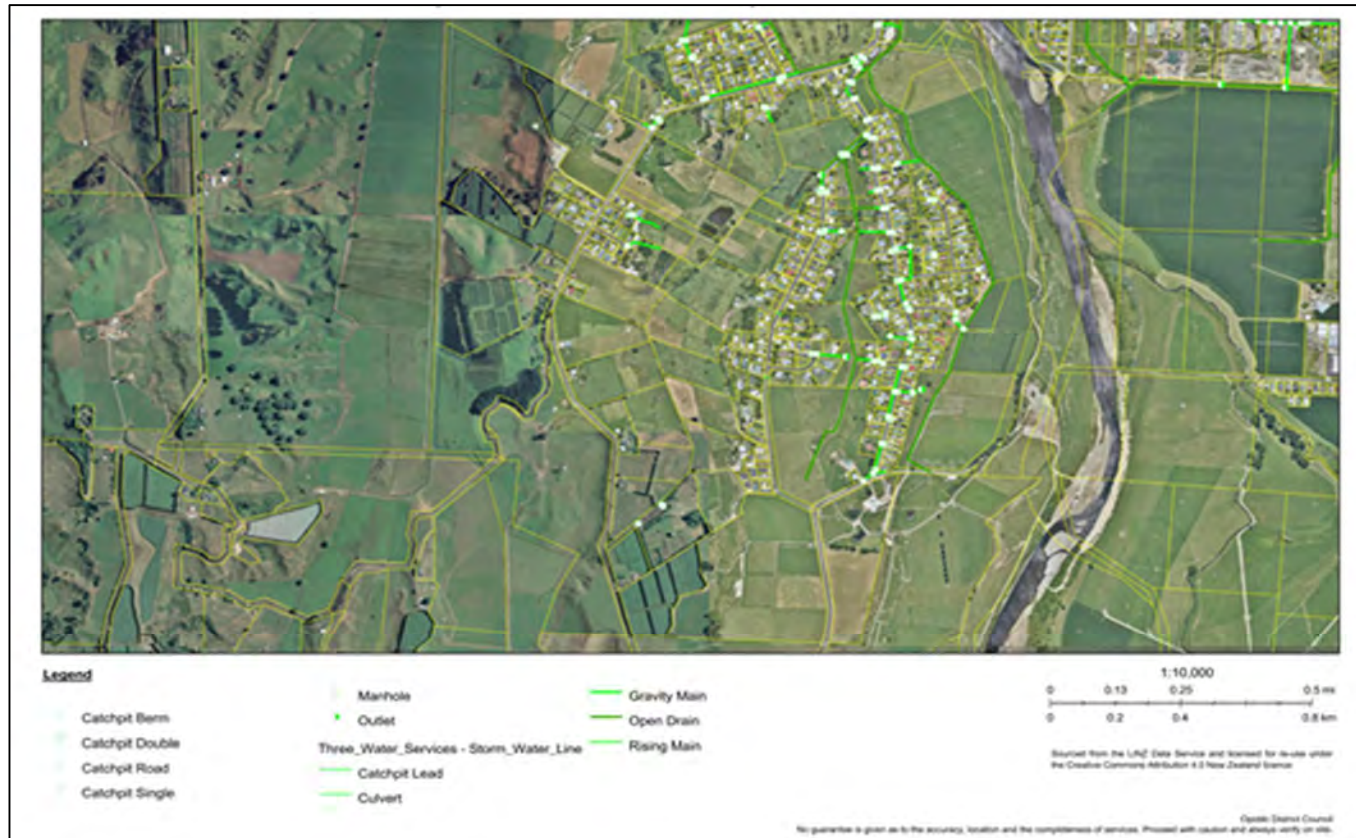 Legend
Catchpit Berm
Catchpit Double
Catchpit Road
Catchpit Single
Manhole
Outlet
Three_Water_Services - Storm_Water_Line
Catchpit Lead
Culvert
Gravity Main
Open Drain
Rising Main
1:10,000
0 0.13 0.25 0.5 mi
0 0.2 0.4 0.8 km
Sourced from the LINZ Data Service and licensed for re-use under
the Creative Commons Attribution 4.0 New Zealand licence
Opotiki District Council
No guarantee is given as to the accuracy, location and the completeness of services. Proceed with caution and always verify on site.